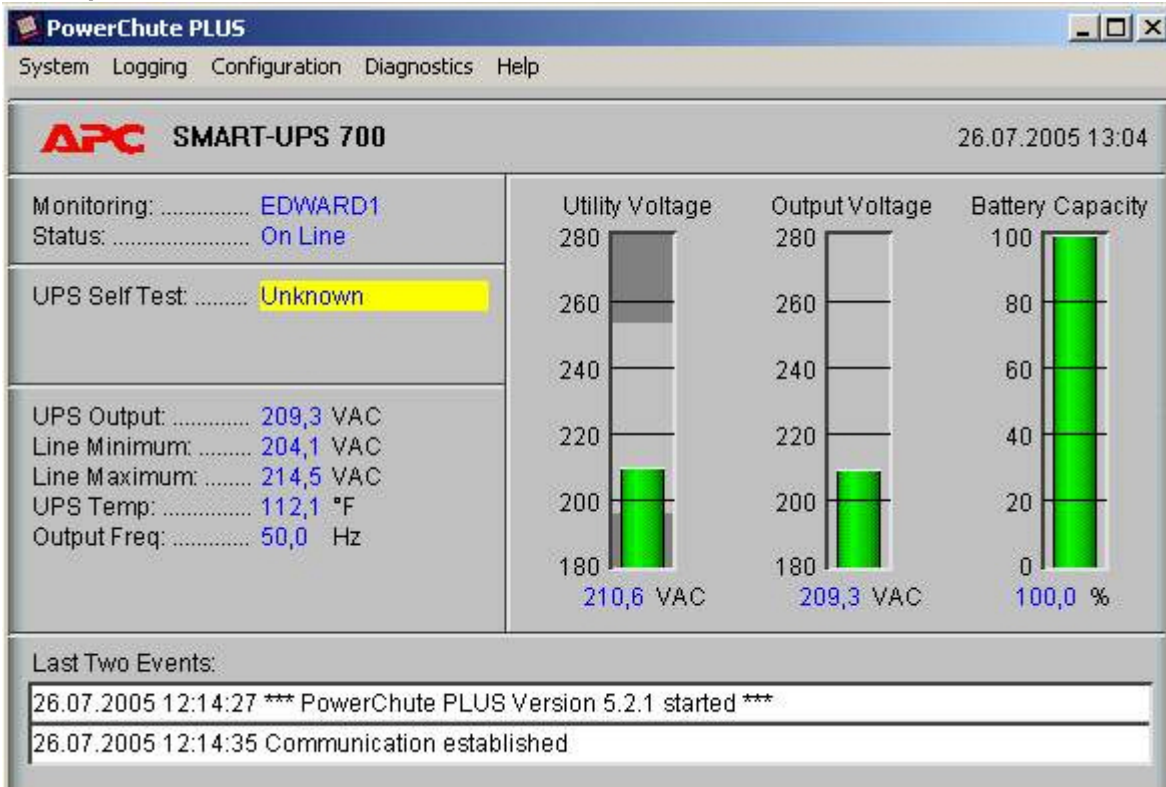 PowerChute PLUS
System Logging Configuration Diagnostics Help
APC SMART-UPS 700 26.07.2005 13:04
Monitoring: .............. EDWARD1
Status: ...................... On Line
UPS Self Test: ......... Unknown
UPS Output: ............ 209,3 VAC
Line Minimum: ......... 204,1 VAC
Line Maximum: ........ 214,5 VAC
UPS Temp: .............. 112,1 °F
Output Freq: ............ 50,0 Hz
Utility Voltage Output Voltage Battery Capacity
280 280 100
260 260 80
240 240 60
220 220 40
200 200 20
180 180 0
210,6 VAC 209,3 VAC 100,0 %
Last Two Events:
26.07.2005 12:14:27 *** PowerChute PLUS Version 5.2.1 started ***
26.07.2005 12:14:35 Communication established